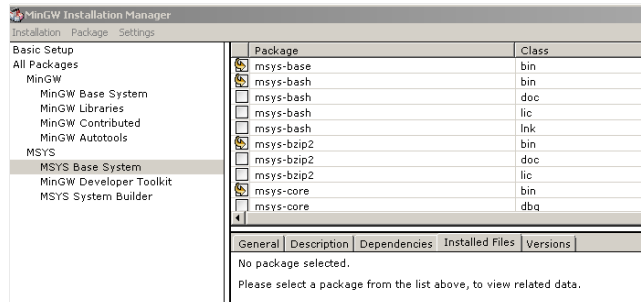 MinGW Installation Manager
Installation Package Settings
Basic Setup
All Packages
MinGW
MinGW Base System
MinGW Libraries
MinGW Contributed
MinGW Autotools
MSYS
MSYS Base System
MinGW Developer Toolkit
MSYS System Builder
Package Class
msys-base bin
msys-bash bin
msys-bash doc
msys-bash lic
msys-bash lnk
msys-bzip2 bin
msys-bzip2 doc
msys-bzip2 lic
msys-core bin
msys-core dbg
General Description Dependencies Installed Files Versions
No package selected.
Please select a package from the list above, to view related data.